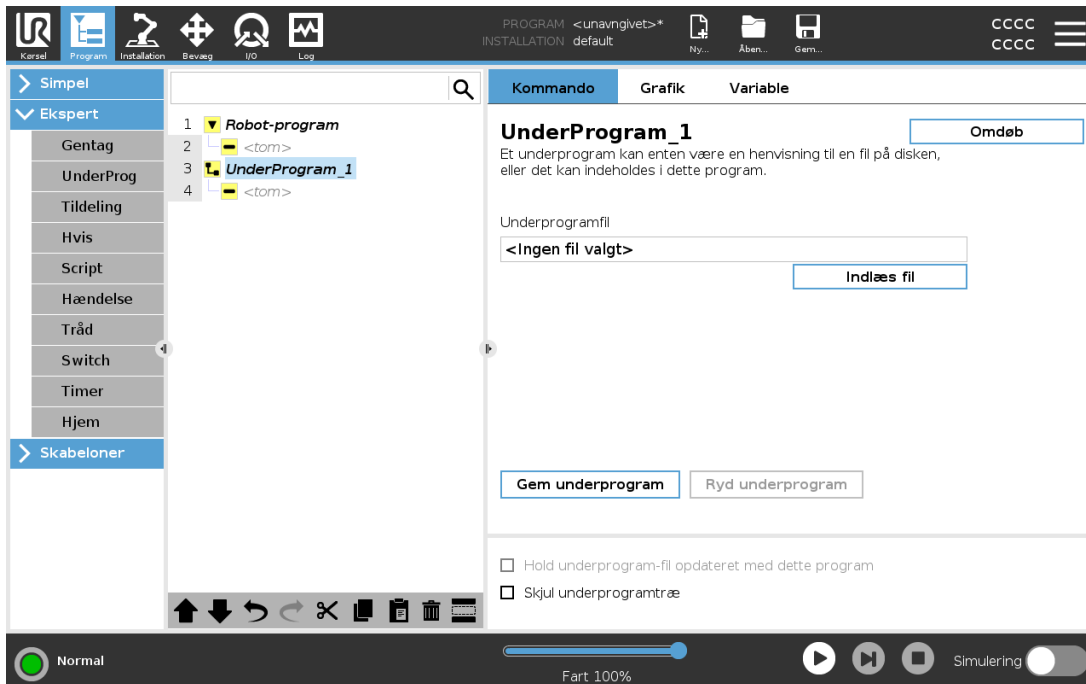 UR
Kørsel
Program
Installation
Bevæg
I/O
Log
PROGRAM <unavngivet>*
INSTALLATION default
Ny...
Åben...
Gem...
CCCC
CCCC
Simpel
Ekspert
Gentag
UnderProg
Tildeling
Hvis
Script
Hændelse
Tråd
Switch
Timer
Hjem
Skabeloner
1 Robot-program
2 <tom>
3 UnderProgram_1
4 <tom>
Kommando Grafik Variable
UnderProgram_1
Omdøb
Et underprogram kan enten være en henvisning til en fil på disken,
eller det kan indeholdes i dette program.
Underprogramfil
<Ingen fil valgt>
Indlæs fil
Gem underprogram Ryd underprogram
Hold underprogram-fil opdateret med dette program
Skjul underprogramtræ
Normal
Fart 100%
Simulering